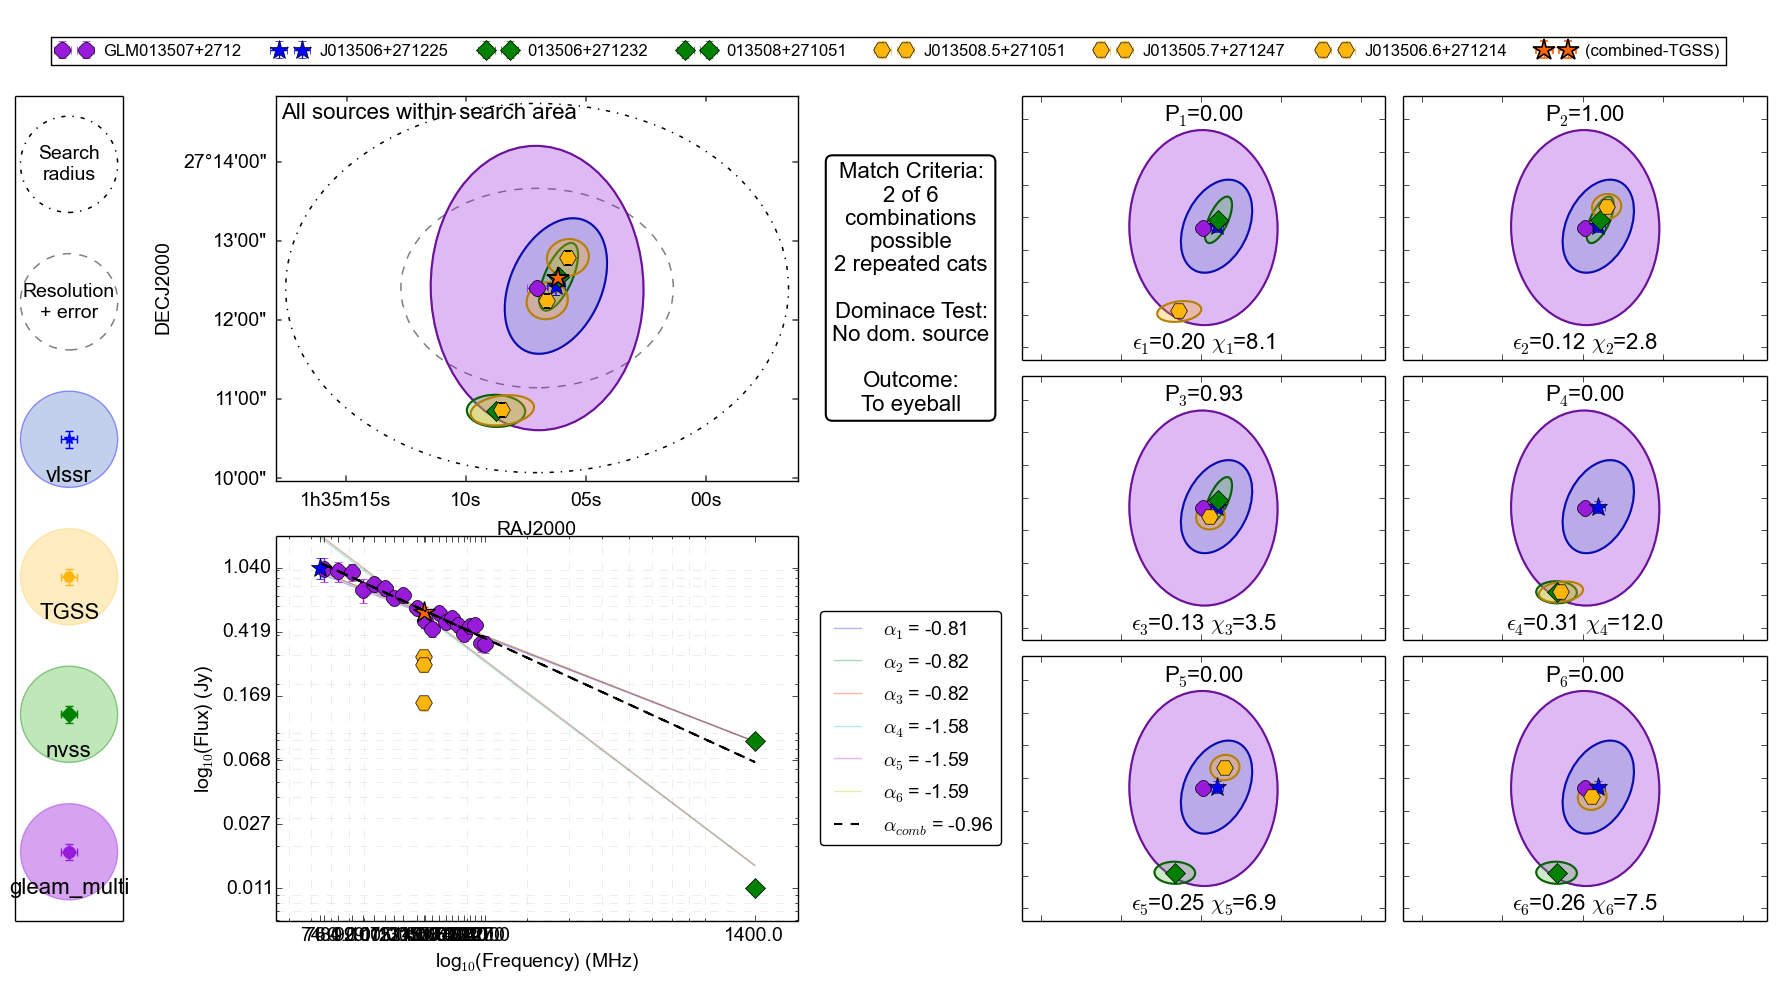 GLM013507+2712 J013506+271225 013506+271232 013508+271051 J013508.5+271051 J013505.7+271247 J013506.6+271214 (combined-TGSS)
Search
radius
Resolution
+ error
vlssr
TGSS
nvss
gleam_multi
All sources within search area
DECJ2000
27°14'00"
13'00"
12'00"
11'00"
10'00"
1h35m15s 10s 05s 00s
RAJ2000
log10(Flux) (Jy)
1.040
0.419
0.169
0.068
0.027
0.011
1400.0
log10(Frequency) (MHz)
Match Criteria:
2 of 6
combinations
possible
2 repeated cats
Dominace Test:
No dom. source
Outcome:
To eyeball
α1 = -0.81
α2 = -0.82
α3 = -0.82
α4 = -1.58
α5 = -1.59
α6 = -1.59
αcomb = -0.96
P1=0.00
ϵ1=0.20 χ1=8.1
P2=1.00
ϵ2=0.12 χ2=2.8
P3=0.93
ϵ3=0.13 χ3=3.5
P4=0.00
ϵ4=0.31 χ4=12.0
P5=0.00
ϵ5=0.25 χ5=6.9
P6=0.00
ϵ6=0.26 χ6=7.5